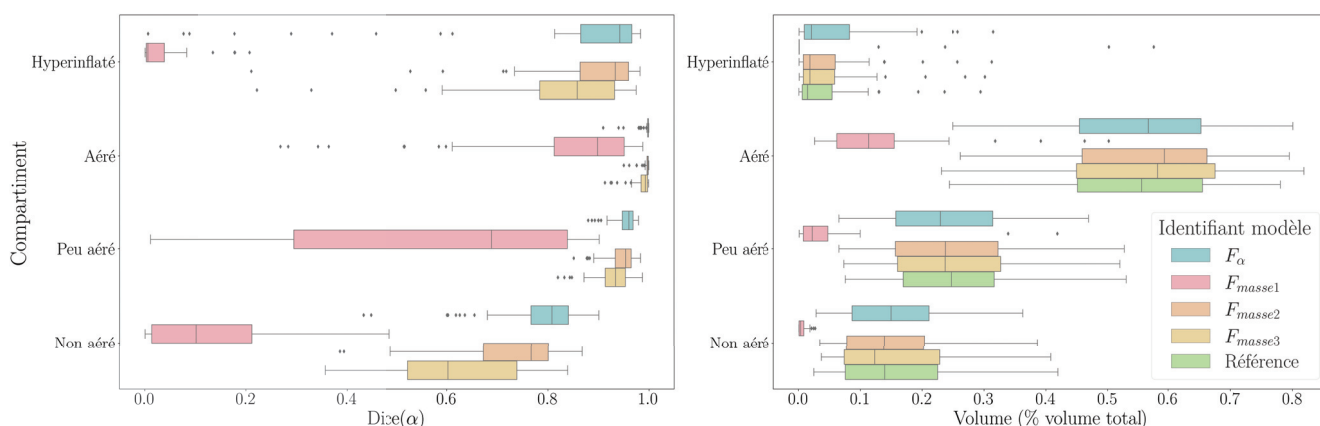 Compartiment
Hyperinflaté
Aéré
Peu aéré
Non aéré
0.0 0.2 0.4 0.6 0.8 1.0
Dice(α)
Hyperinflaté
Aéré
Peu aéré
Non aéré
0.0 0.1 0.2 0.3 0.4 0.5 0.6 0.7 0.8
Volume (% volume total)
Identifiant modèle
Fα
Fmasse1
Fmasse2
Fmasse3
Référence